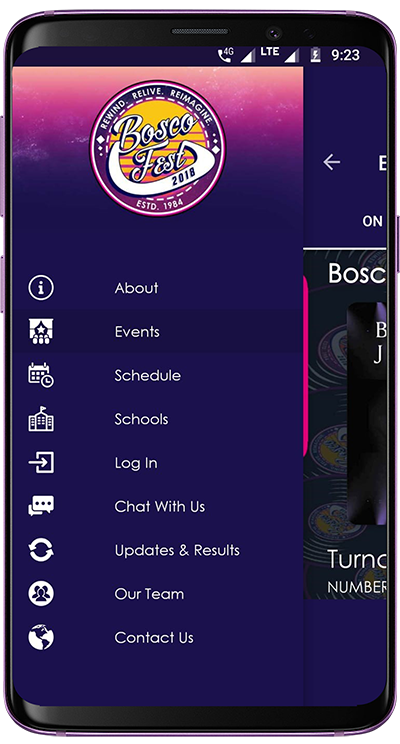 4G LTE 9:23
REWIND. RELIVE. REIMAGINE.
Bosco
Fest
2018
ESTD. 1984
About
Events
Schedule
Schools
Log In
Chat With Us
Updates & Results
Our Team
Contact Us
E
ON
Bosc
B
J
Turnc
NUMBER